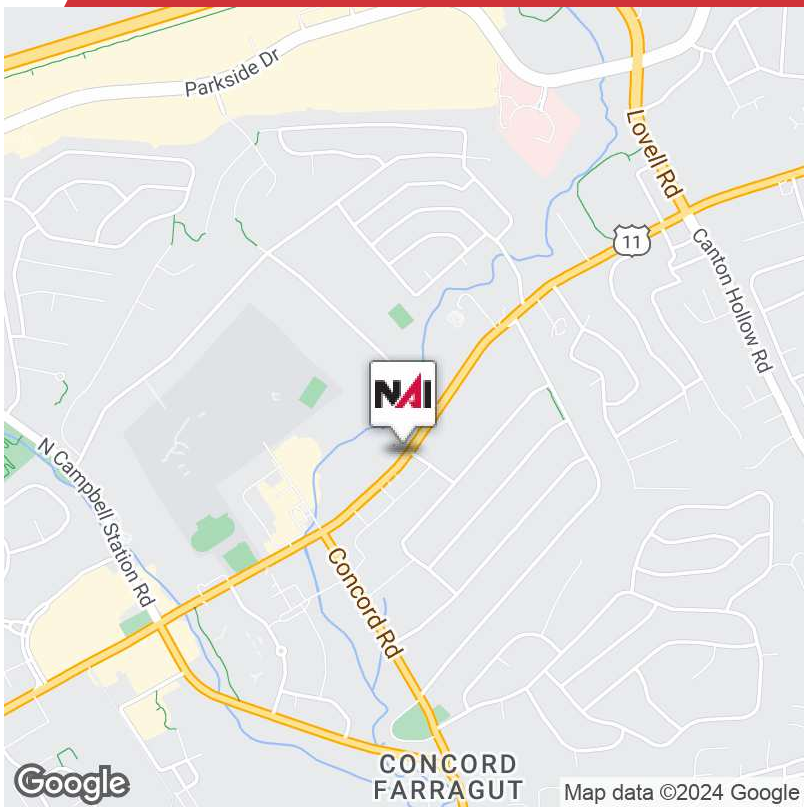 Parkside Dr
Lovell Rd
11
Canton Hollow Rd
NAI
N Campbell Station Rd
Concord Rd
CONCORD
FARRAGUT
Google
Map data ©2024 Google